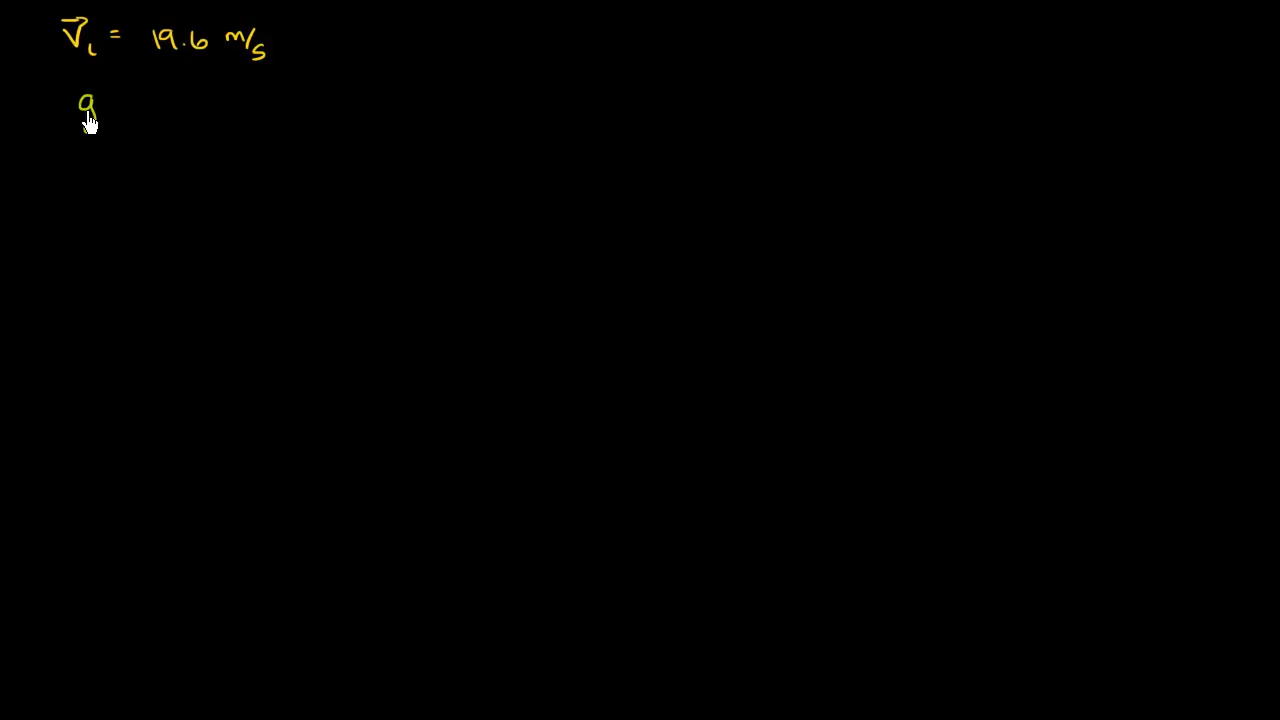 v⃗ᵢ = 19.6 m/s
g